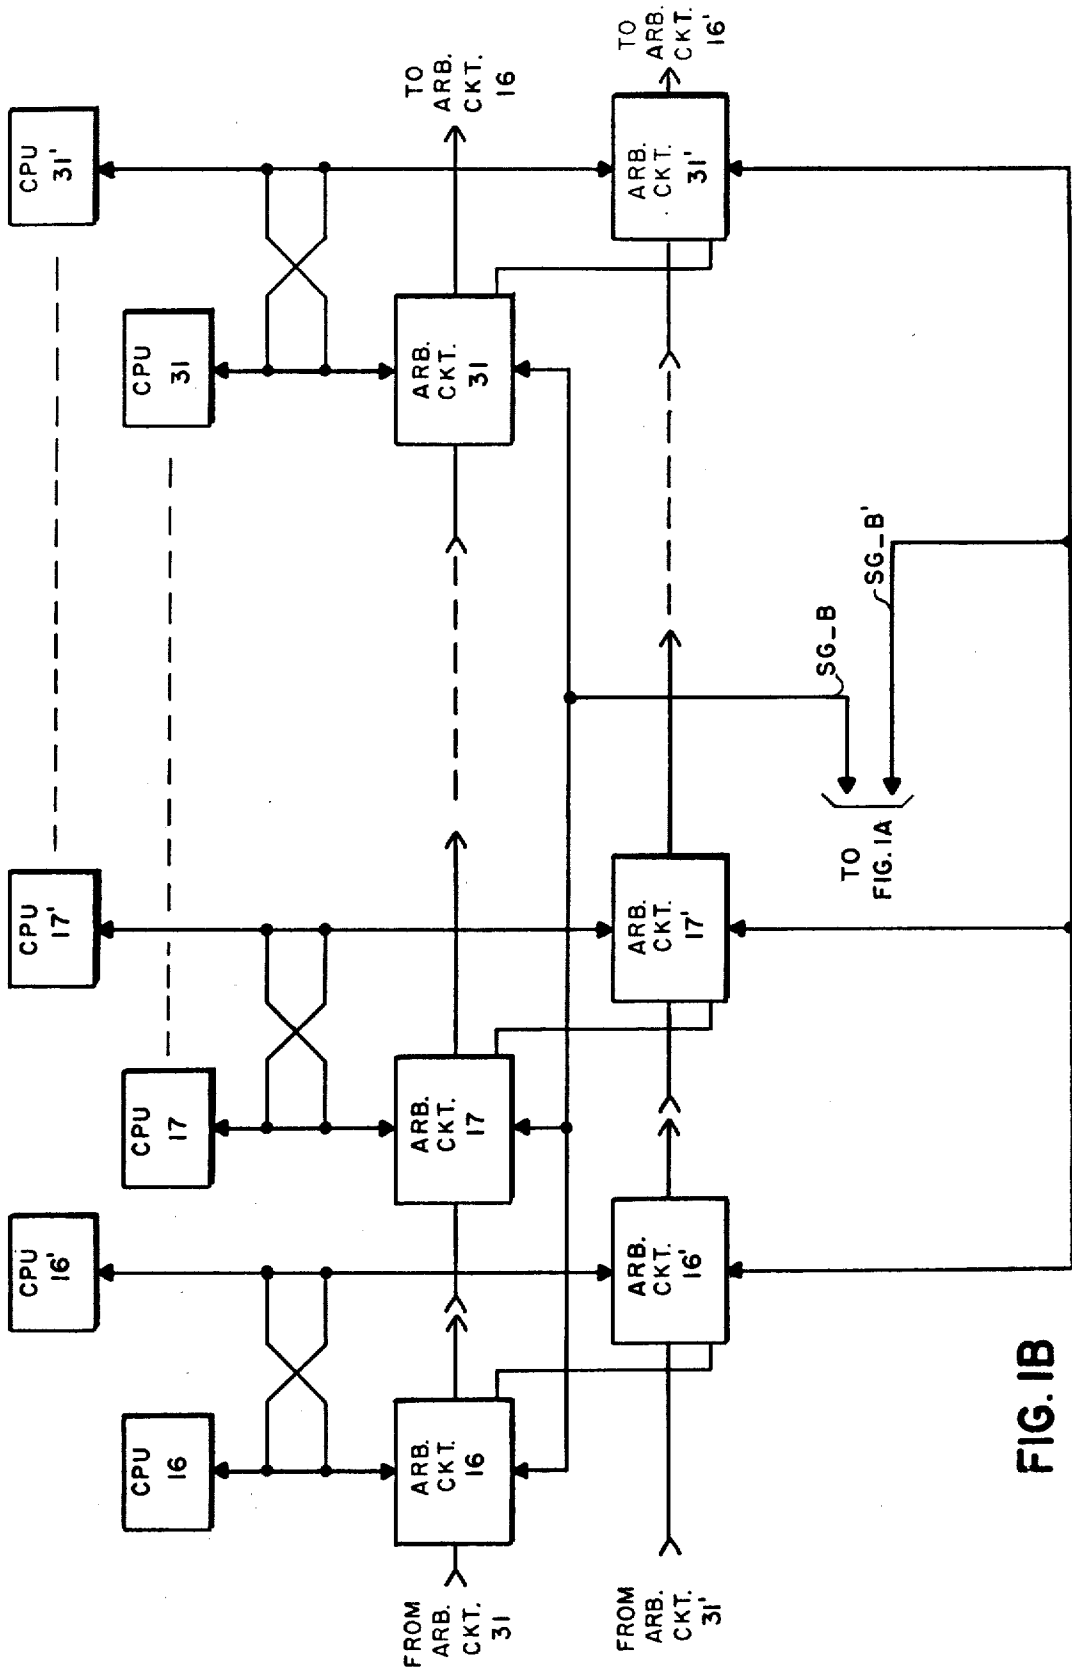 CPU
16'
CPU
17'
CPU
31'
CPU
16
CPU
17
CPU
31
FROM
ARB.
CKT.
31
ARB.
CKT.
16
ARB.
CKT.
17
ARB.
CKT.
31
TO
ARB.
CKT.
16
FROM
ARB.
CKT.
31'
ARB.
CKT.
16'
ARB.
CKT.
17'
ARB.
CKT.
31'
TO
ARB.
CKT.
16'
TO
FIG. 1A
SG_B
SG_B'
FIG. 1B